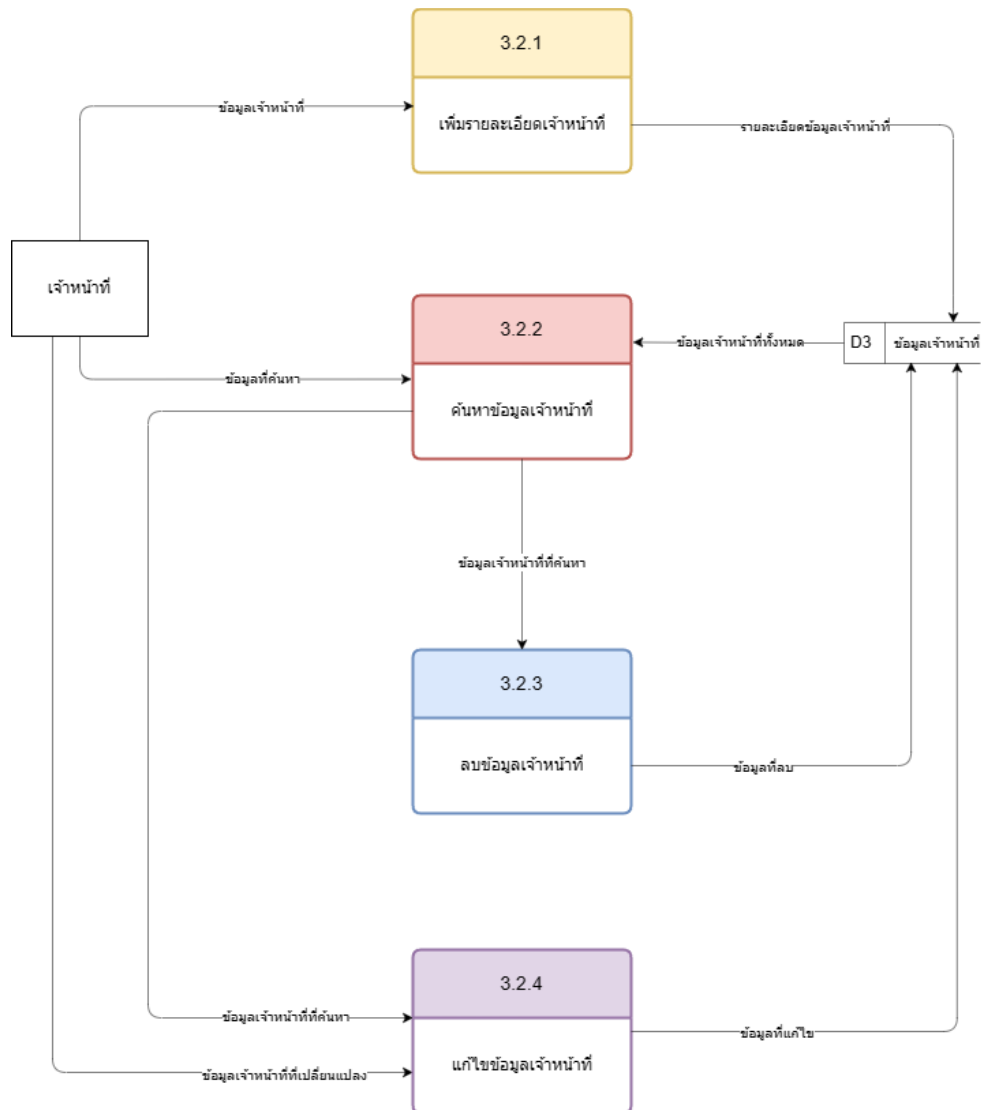 3.2.1
ข้อมูลเจ้าหน้าที่
เพิ่มรายละเอียดเจ้าหน้าที่
รายละเอียดข้อมูลเจ้าหน้าที่
เจ้าหน้าที่
3.2.2
ข้อมูลเจ้าหน้าที่ทั้งหมด
D3
ข้อมูลเจ้าหน้าที่
ข้อมูลที่ค้นหา
ค้นหาข้อมูลเจ้าหน้าที่
ข้อมูลเจ้าหน้าที่ที่ค้นหา
3.2.3
ลบข้อมูลเจ้าหน้าที่
ข้อมูลที่ลบ
3.2.4
ข้อมูลเจ้าหน้าที่ที่ค้นหา
ข้อมูลที่แก้ไข
แก้ไขข้อมูลเจ้าหน้าที่
ข้อมูลเจ้าหน้าที่ที่เปลี่ยนแปลง